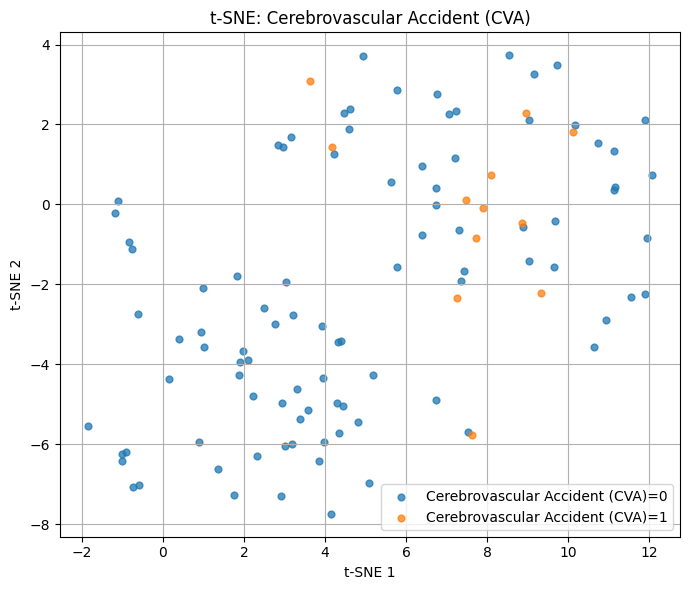 t-SNE: Cerebrovascular Accident (CVA)
4
2
0
−2
−4
−6
−8
t-SNE 2
Cerebrovascular Accident (CVA)=0
Cerebrovascular Accident (CVA)=1
−2 0 2 4 6 8 10 12
t-SNE 1